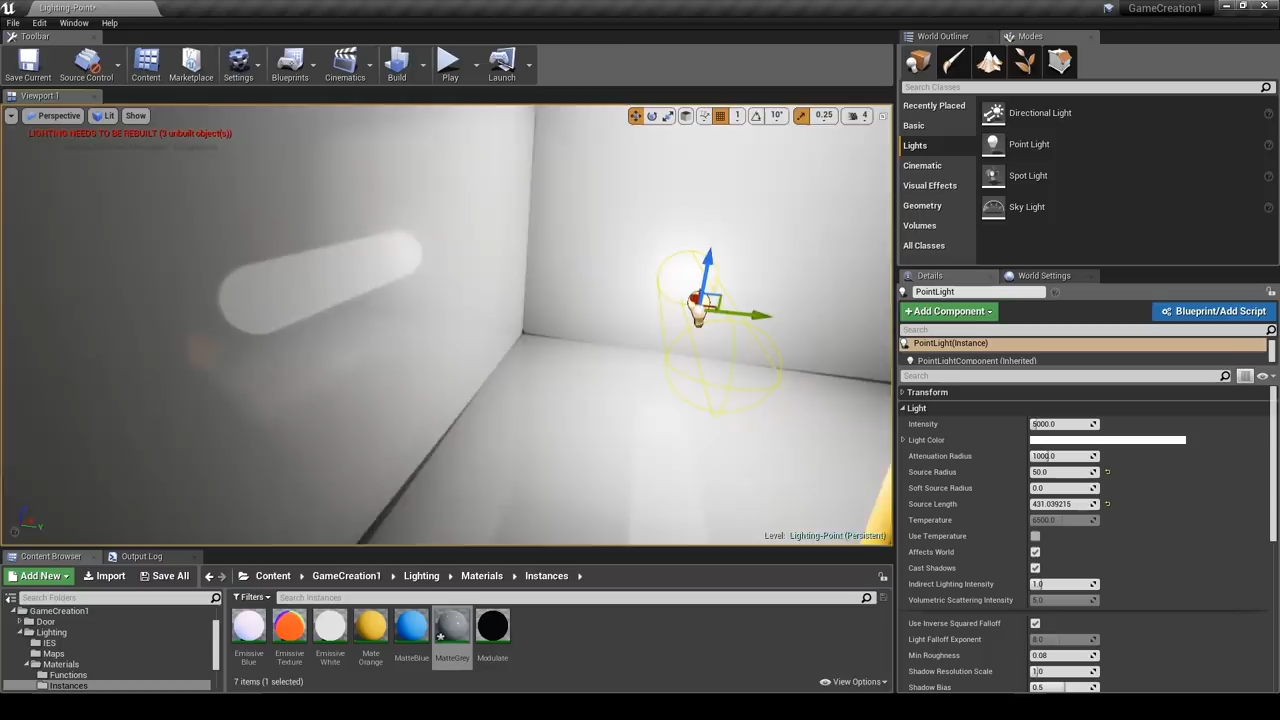 Lighting-Point*
GameCreation1
File Edit Window Help
Toolbar
World Outliner Modes
Save Current Source Control Content Marketplace Settings Blueprints Cinematics Build Play Launch
Search Classes
Viewport 1
Recently Placed
Basic
Lights
Cinematic
Visual Effects
Geometry
Volumes
All Classes
Directional Light
Point Light
Spot Light
Sky Light
Perspective Lit Show
1 10° 0.25 4
LIGHTING NEEDS TO BE REBUILT (3 unbuilt object(s))
Details World Settings
PointLight
+Add Component Blueprint/Add Script
Search
PointLight(Instance)
PointLightComponent (Inherited)
Search
Transform
Light
Intensity 5000.0
Light Color
Attenuation Radius 1000.0
Source Radius 50.0
Soft Source Radius 0.0
Source Length 431.039215
Temperature 6500.0
Use Temperature
Affects World
Cast Shadows
Indirect Lighting Intensity 1.0
Volumetric Scattering Intensity 5.0
Use Inverse Squared Falloff
Light Falloff Exponent 8.0
Min Roughness 0.08
Shadow Resolution Scale 1.0
Shadow Bias 0.5
Level: Lighting-Point (Persistent)
Y
Content Browser Output Log
Add New Import Save All Content GameCreation1 Lighting Materials Instances
Search Folders
Filters Search Instances
GameCreation1
Door
Lighting
IES
Maps
Materials
Functions
Instances
Emissive Blue
Emissive Texture
Emissive White
Mate Orange
MatteBlue
MatteGrey
Modulate
7 items (1 selected) View Options